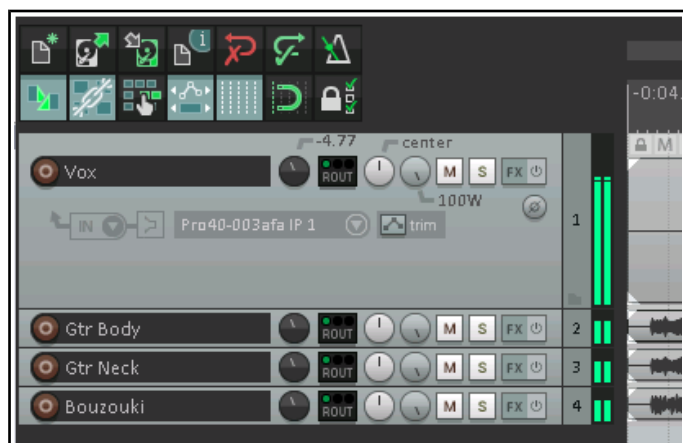 i
-0:04.
-4.77 center
Vox ROUT M S FX
100W
IN Pro40-003afa IP 1 trim
1
M
Gtr Body ROUT M S FX 2
Gtr Neck ROUT M S FX 3
Bouzouki ROUT M S FX 4